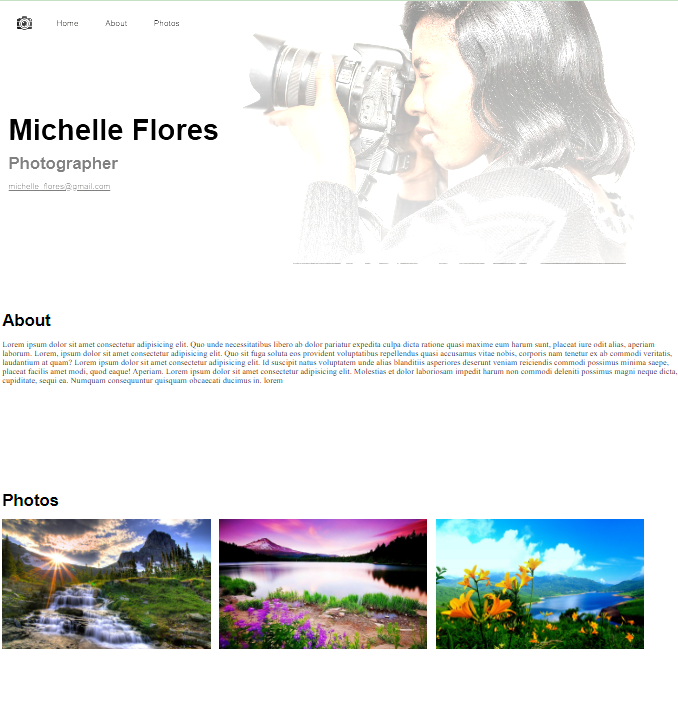 Home About Photos
Michelle Flores
Photographer
michelle_flores@gmail.com
About
Lorem ipsum dolor sit amet consectetur adipisicing elit. Quo unde necessitatibus libero ab dolor pariatur expedita culpa dicta ratione quasi maxime eum harum sunt, placeat iure odit alias, aperiam
laborum. Lorem, ipsum dolor sit amet consectetur adipisicing elit. Quo sit fuga soluta eos provident voluptatibus repellendus quasi accusamus vitae nobis, corporis nam tenetur ex ab commodi veritatis,
laudantium at quam? Lorem ipsum dolor sit amet consectetur adipisicing elit. Id suscipit natus voluptatem unde alias blanditiis asperiores deserunt veniam reiciendis commodi possimus minima saepe,
placeat facilis amet modi, quod eaque! Aperiam. Lorem ipsum dolor sit amet consectetur adipisicing elit. Molestias et dolor laboriosam impedit harum non commodi deleniti possimus magni neque dicta,
cupiditate, sequi ea. Numquam consequuntur quisquam obcaecati ducimus in. lorem
Photos